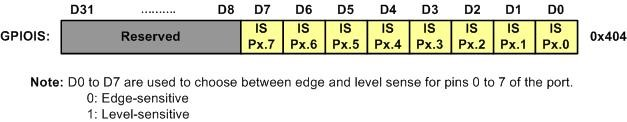 D31 .......... D8 D7 D6 D5 D4 D3 D2 D1 D0
GPIOIS: Reserved IS Px.7 IS Px.6 IS Px.5 IS Px.4 IS Px.3 IS Px.2 IS Px.1 IS Px.0 0x404
Note: D0 to D7 are used to choose between edge and level sense for pins 0 to 7 of the port.
0: Edge-sensitive
1: Level-sensitive